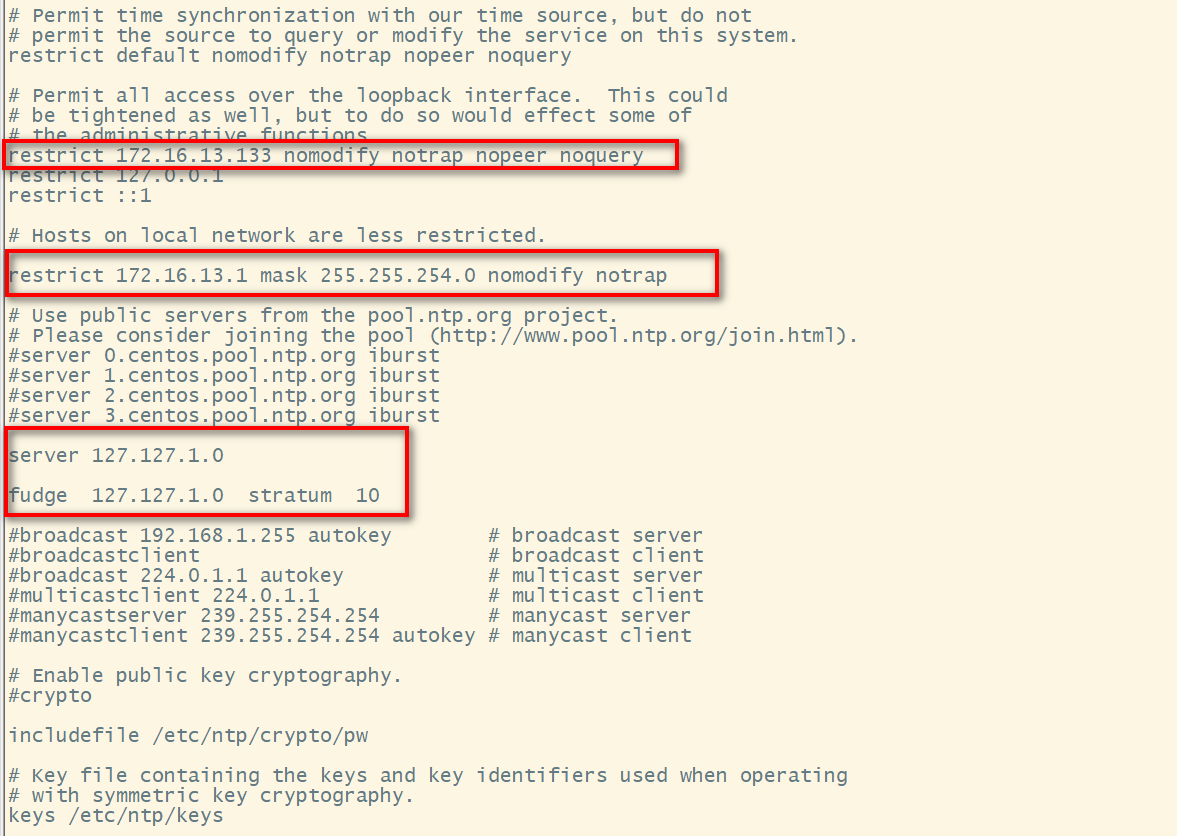 # Permit time synchronization with our time source, but do not
# permit the source to query or modify the service on this system.
restrict default nomodify notrap nopeer noquery
# Permit all access over the loopback interface.  This could
# be tightened as well, but to do so would effect some of
# the administrative functions.
restrict 172.16.13.133 nomodify notrap nopeer noquery
restrict 127.0.0.1
restrict ::1
# Hosts on local network are less restricted.
restrict 172.16.13.1 mask 255.255.254.0 nomodify notrap
# Use public servers from the pool.ntp.org project.
# Please consider joining the pool (http://www.pool.ntp.org/join.html).
#server 0.centos.pool.ntp.org iburst
#server 1.centos.pool.ntp.org iburst
#server 2.centos.pool.ntp.org iburst
#server 3.centos.pool.ntp.org iburst
server 127.127.1.0
fudge  127.127.1.0  stratum  10
#broadcast 192.168.1.255 autokey        # broadcast server
#broadcastclient                        # broadcast client
#broadcast 224.0.1.1 autokey            # multicast server
#multicastclient 224.0.1.1              # multicast client
#manycastserver 239.255.254.254         # manycast server
#manycastclient 239.255.254.254 autokey # manycast client
# Enable public key cryptography.
#crypto
includefile /etc/ntp/crypto/pw
# Key file containing the keys and key identifiers used when operating
# with symmetric key cryptography.
keys /etc/ntp/keys